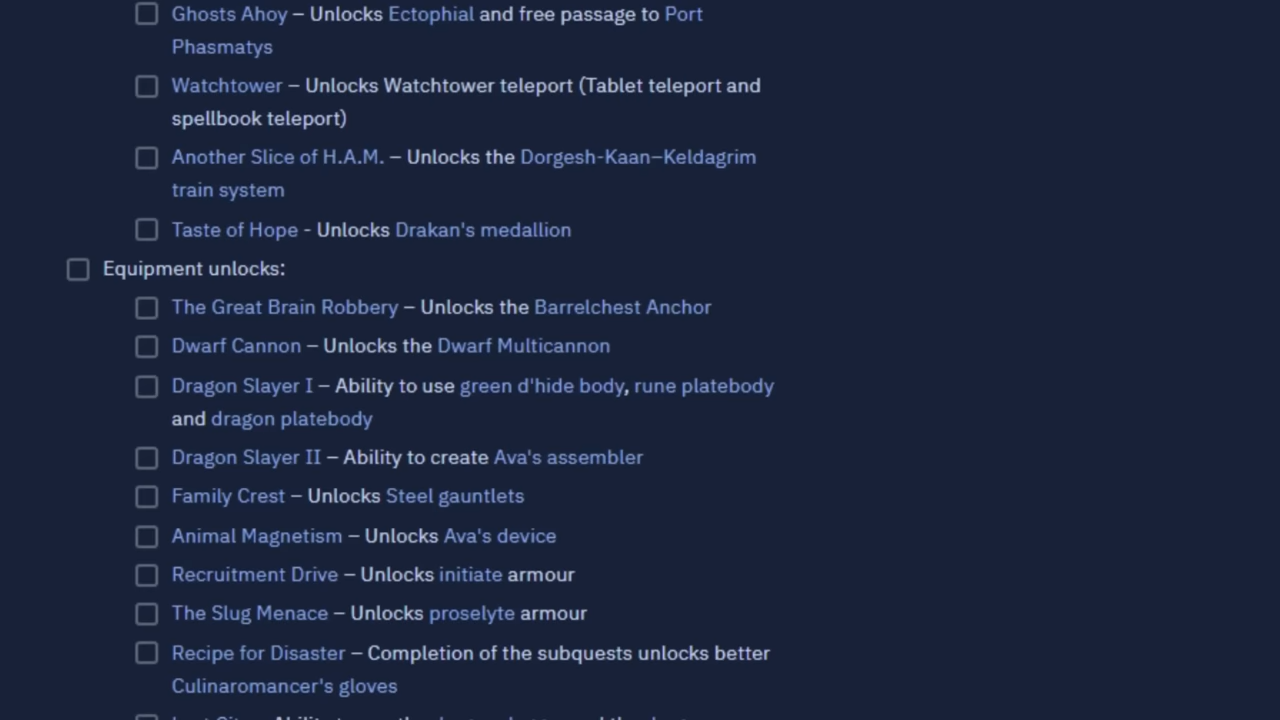 Ghosts Ahoy – Unlocks Ectophial and free passage to Port
Phasmatys
Watchtower – Unlocks Watchtower teleport (Tablet teleport and
spellbook teleport)
Another Slice of H.A.M. – Unlocks the Dorgesh-Kaan–Keldagrim
train system
Taste of Hope - Unlocks Drakan's medallion
Equipment unlocks:
The Great Brain Robbery – Unlocks the Barrelchest Anchor
Dwarf Cannon – Unlocks the Dwarf Multicannon
Dragon Slayer I – Ability to use green d'hide body, rune platebody
and dragon platebody
Dragon Slayer II – Ability to create Ava's assembler
Family Crest – Unlocks Steel gauntlets
Animal Magnetism – Unlocks Ava's device
Recruitment Drive – Unlocks initiate armour
The Slug Menace – Unlocks proselyte armour
Recipe for Disaster – Completion of the subquests unlocks better
Culinaromancer's gloves